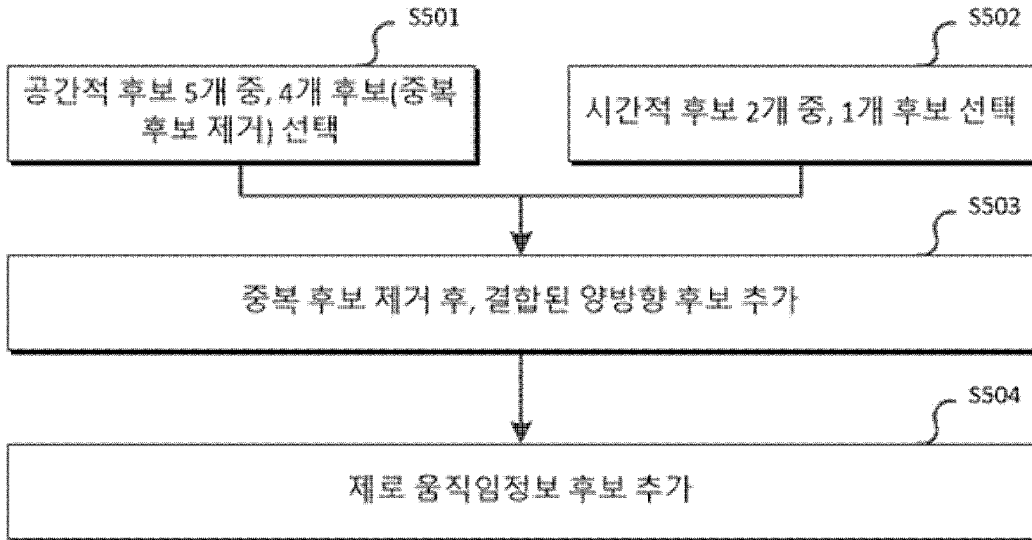 S501
공간적 후보 5개 중, 4개 후보(중복
후보 제거) 선택
S502
시간적 후보 2개 중, 1개 후보 선택
S503
중복 후보 제거 후, 결합된 양방향 후보 추가
S504
제로 움직임정보 후보 추가